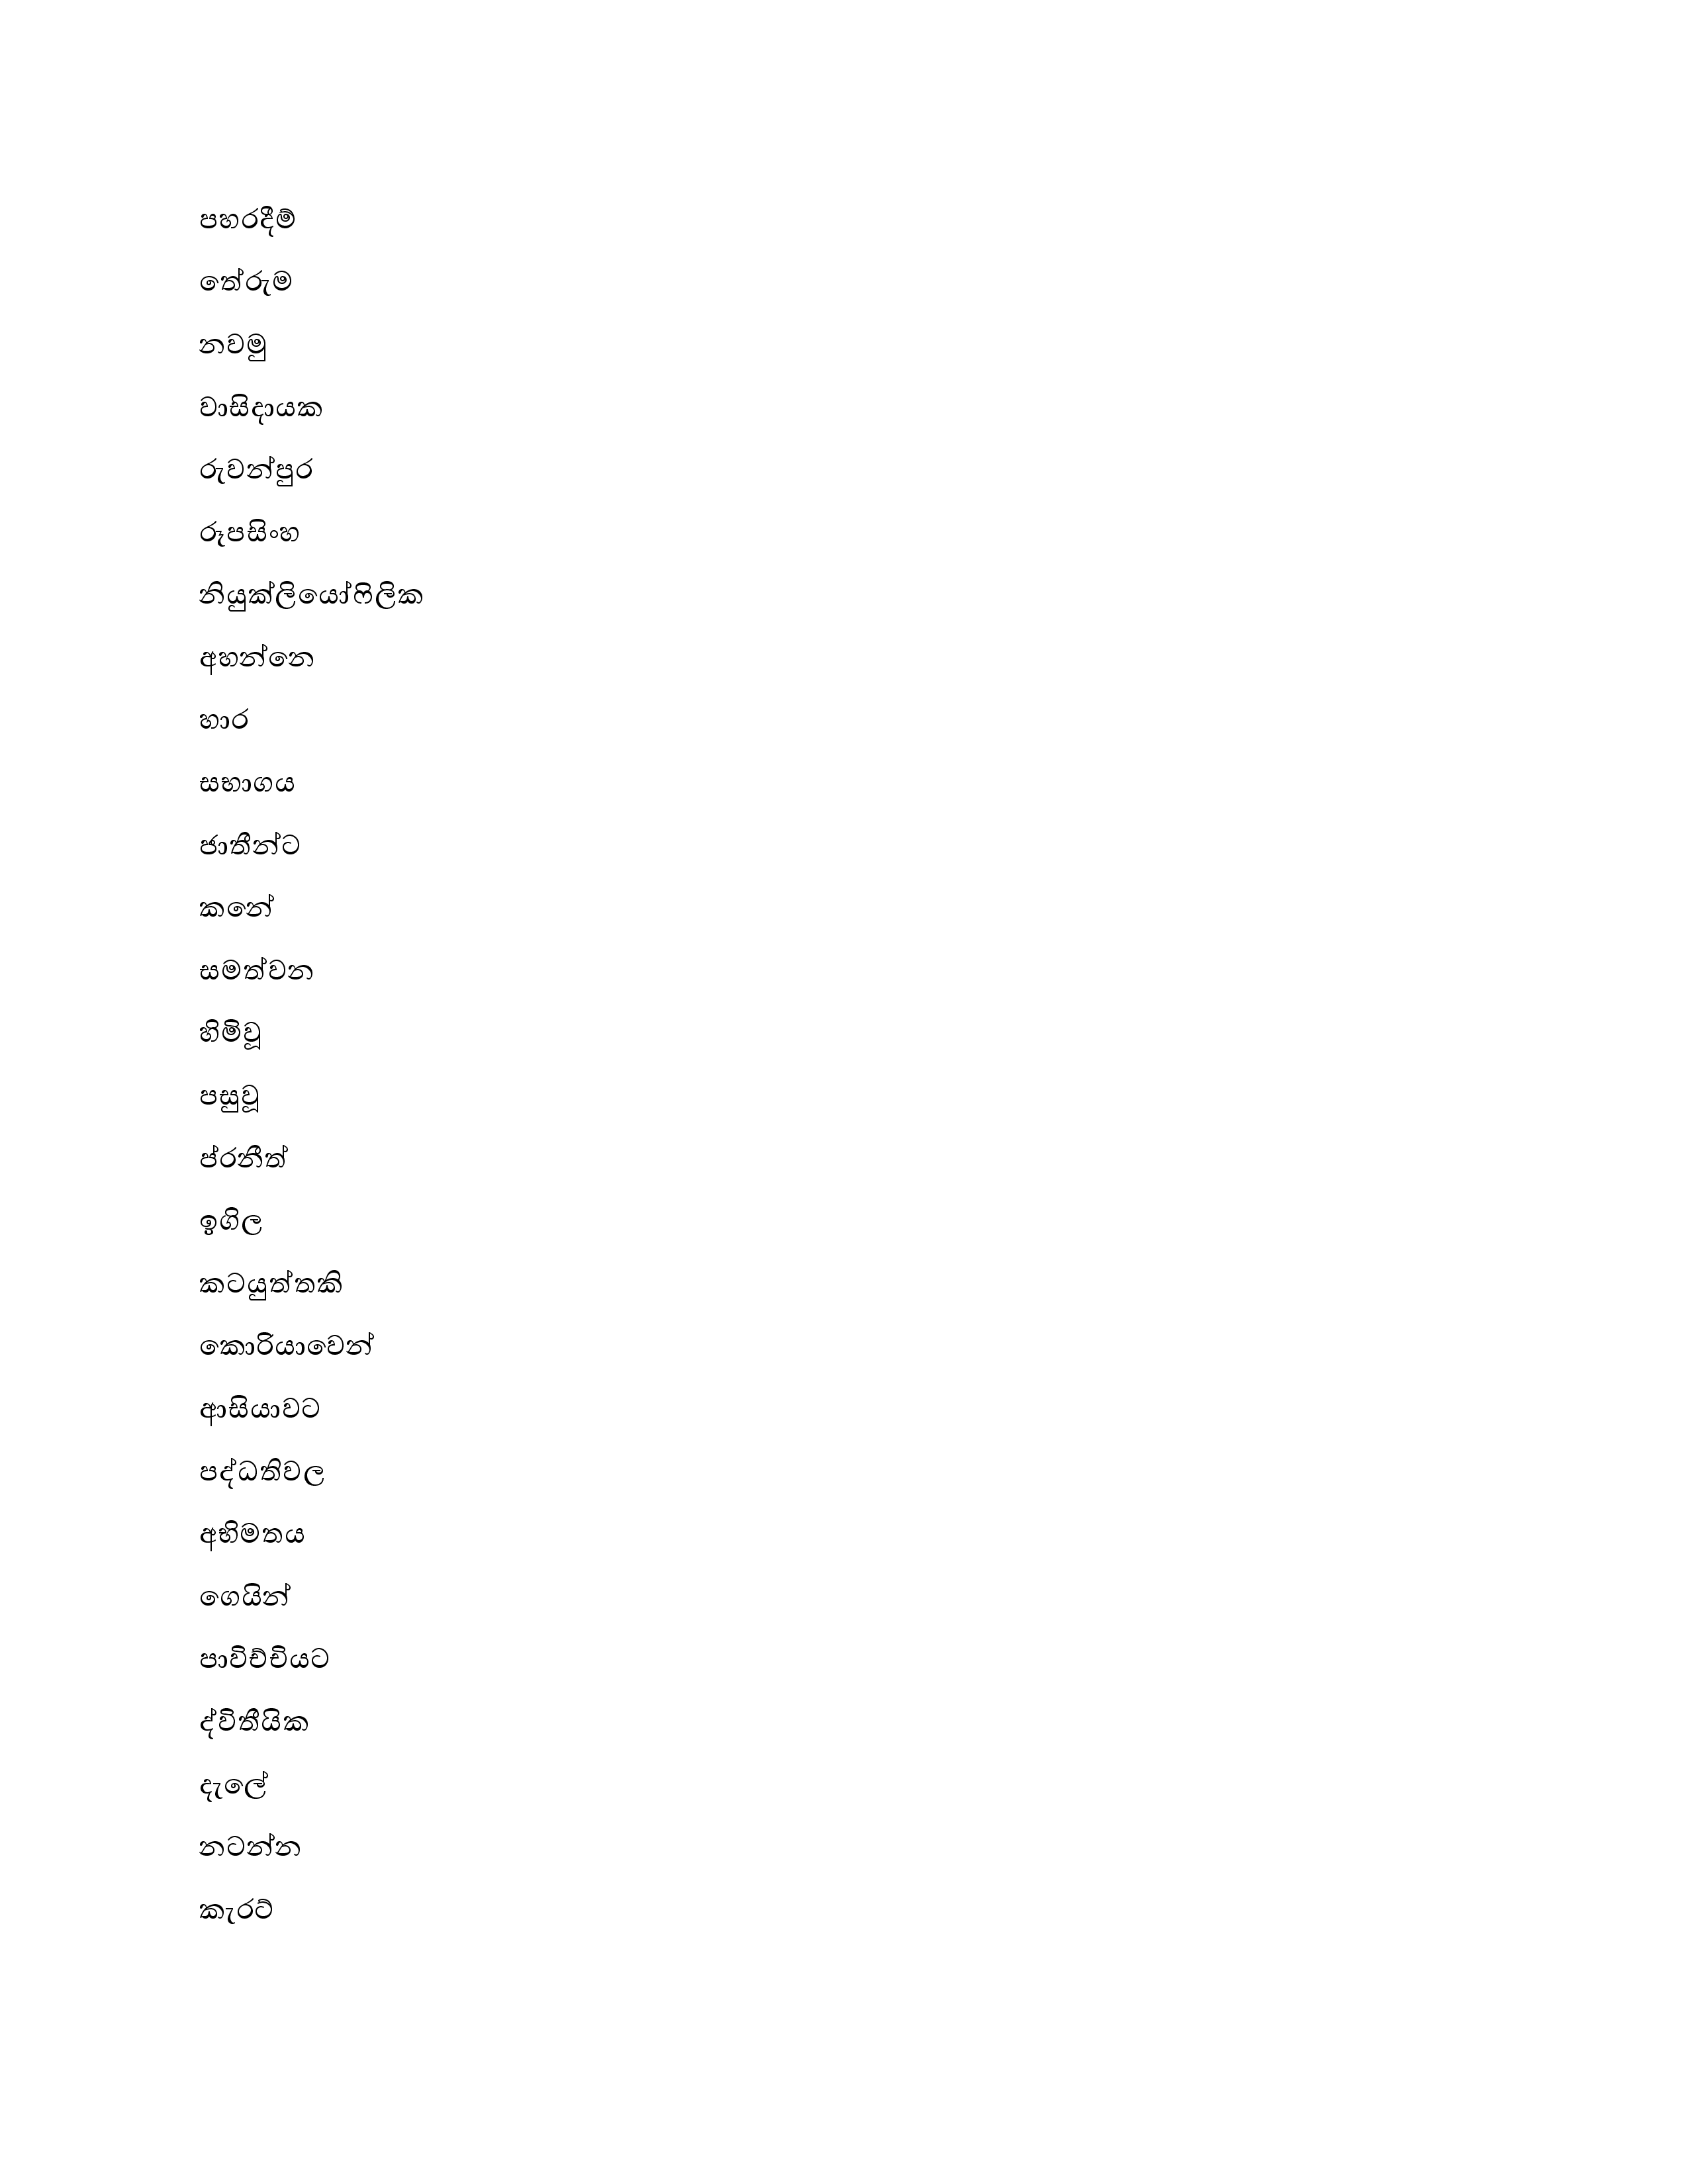 පහරදීම්
තේරුම
නවමු
වාසිදායක
රුවන්පුර
රූපසිංහ
නියුක්ලියෝෆිලික
අහන්නෙ
හාර
සභාගය
ජාතීන්ට
කනේ
සමත්වන
හිමිවූ
පසුවූ
ප්රනීත්
ඉගිල
කටයුත්තකි
කොරියාවෙන්
ආසියාවට
පද්ධතිවල
අභිමතය
ගෙයින්
පාවිච්චියට
ද්විතීයික
දැලේ
නටන්න
කැරට්